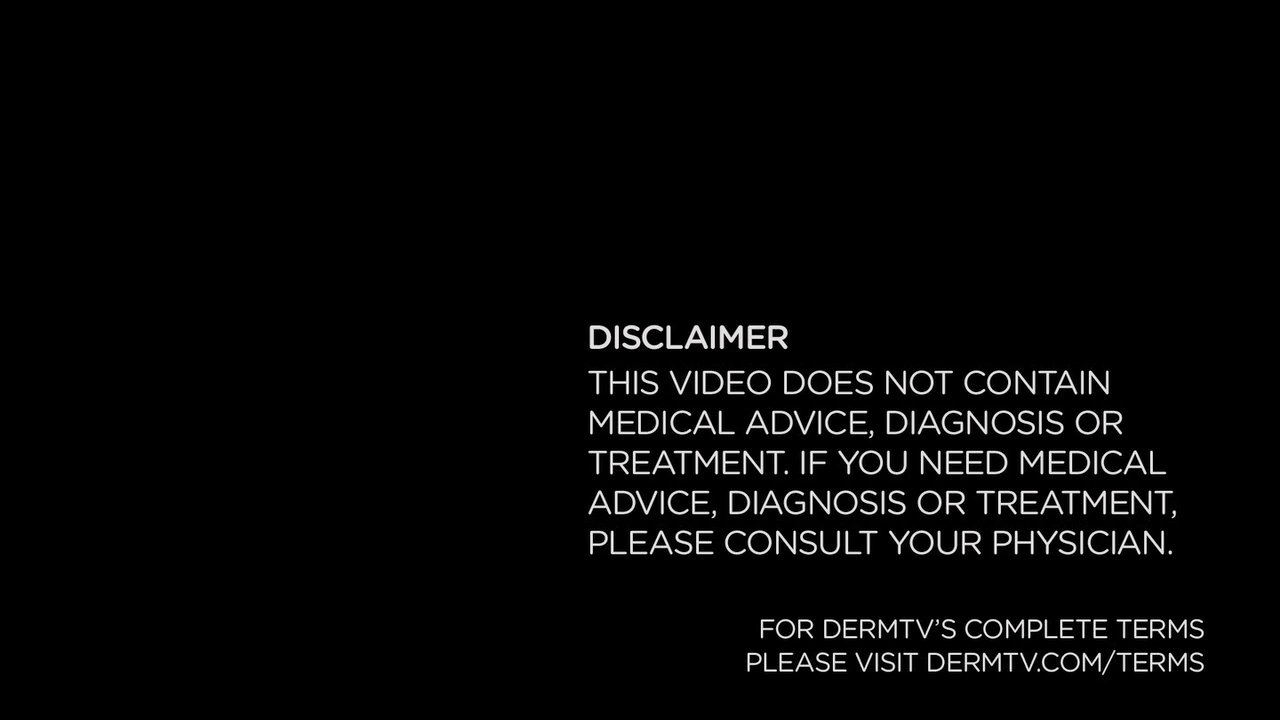 DISCLAIMER
THIS VIDEO DOES NOT CONTAIN
MEDICAL ADVICE, DIAGNOSIS OR
TREATMENT. IF YOU NEED MEDICAL
ADVICE, DIAGNOSIS OR TREATMENT,
PLEASE CONSULT YOUR PHYSICIAN.
FOR DERMTV’S COMPLETE TERMS
PLEASE VISIT DERMTV.COM/TERMS